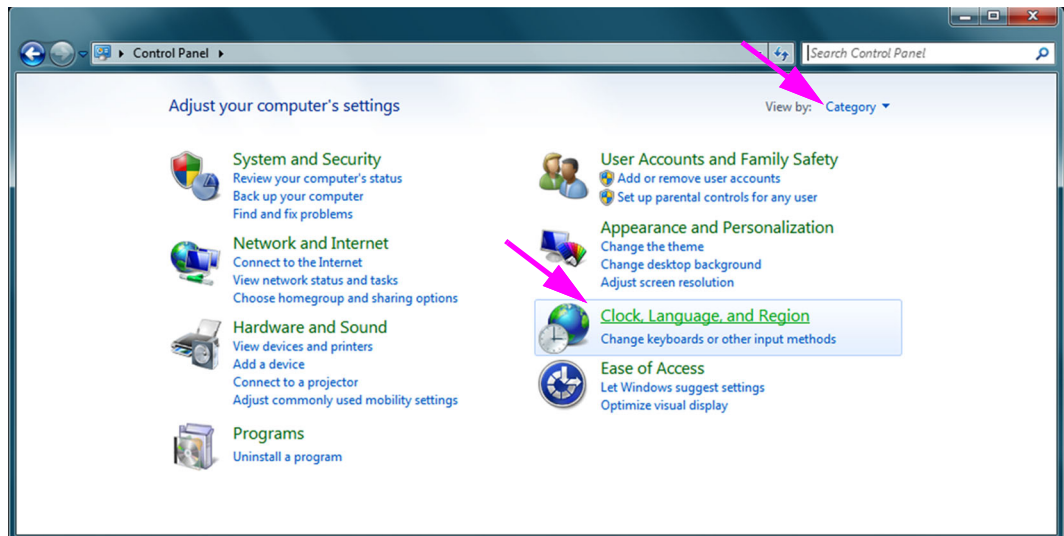 Control Panel
Search Control Panel
Adjust your computer's settings
View by: Category
System and Security
Review your computer's status
Back up your computer
Find and fix problems
Network and Internet
Connect to the Internet
View network status and tasks
Choose homegroup and sharing options
Hardware and Sound
View devices and printers
Add a device
Connect to a projector
Adjust commonly used mobility settings
Programs
Uninstall a program
User Accounts and Family Safety
Add or remove user accounts
Set up parental controls for any user
Appearance and Personalization
Change the theme
Change desktop background
Adjust screen resolution
Clock, Language, and Region
Change keyboards or other input methods
Ease of Access
Let Windows suggest settings
Optimize visual display